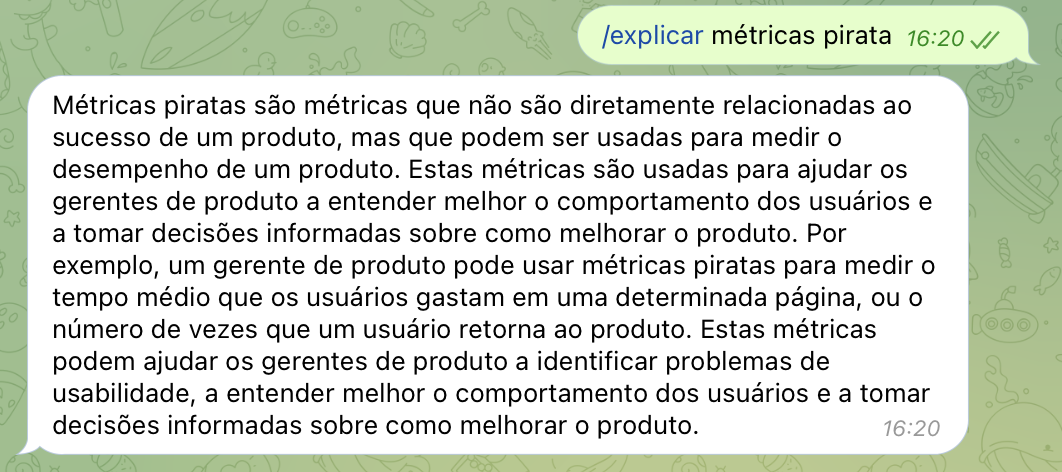 /explicar métricas pirata 16:20
Métricas piratas são métricas que não são diretamente relacionadas ao
sucesso de um produto, mas que podem ser usadas para medir o
desempenho de um produto. Estas métricas são usadas para ajudar os
gerentes de produto a entender melhor o comportamento dos usuários e
a tomar decisões informadas sobre como melhorar o produto. Por
exemplo, um gerente de produto pode usar métricas piratas para medir o
tempo médio que os usuários gastam em uma determinada página, ou o
número de vezes que um usuário retorna ao produto. Estas métricas
podem ajudar os gerentes de produto a identificar problemas de
usabilidade, a entender melhor o comportamento dos usuários e a tomar
decisões informadas sobre como melhorar o produto.
16:20